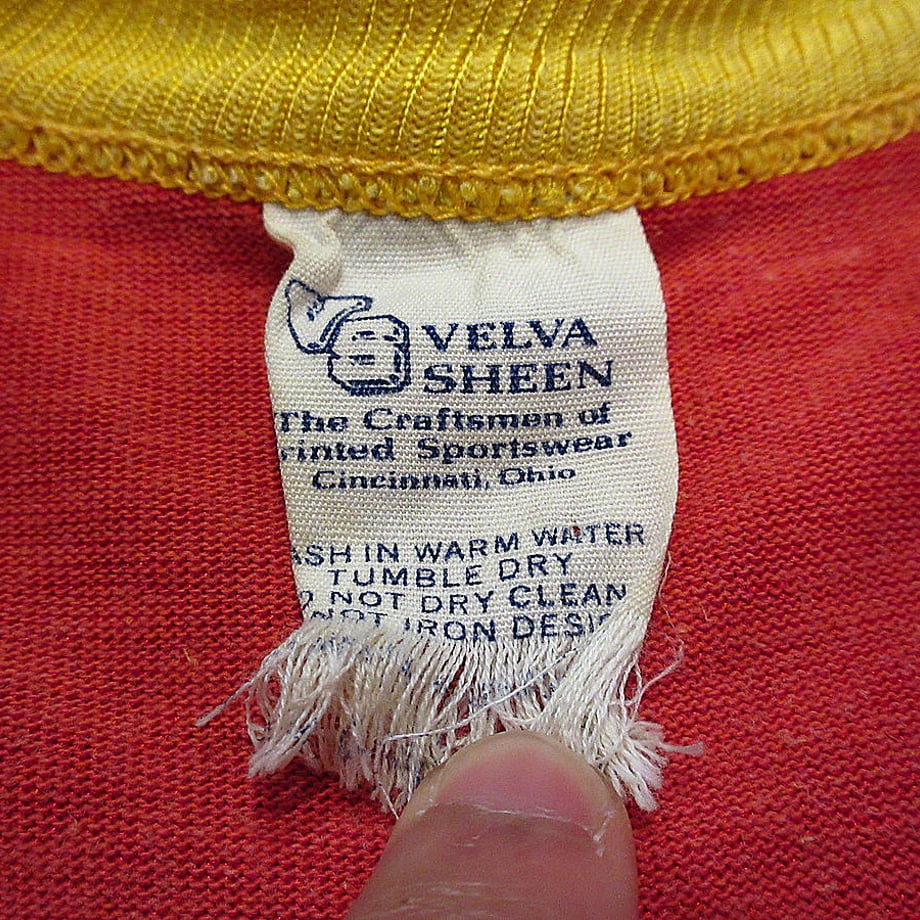 VELVA
SHEEN
The Craftsmen of
rinted Sportswear
Cincinnati, Ohio
ASH IN WARM WATER
TUMBLE DRY
O NOT DRY CLEAN
NOT IRON DESI